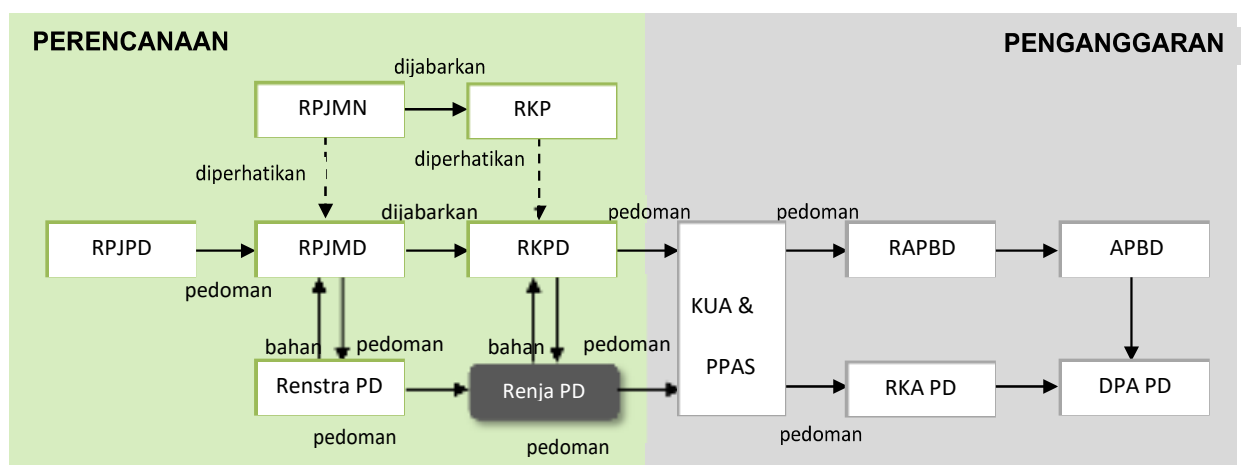 PERENCANAAN
PENGANGGARAN
dijabarkan
RPJMN
RKP
diperhatikan
diperhatikan
dijabarkan
pedoman
pedoman
RPJPD
RPJMD
RKPD
RAPBD
APBD
pedoman
KUA &
PPAS
bahan
pedoman
bahan
pedoman
Renstra PD
Renja PD
RKA PD
DPA PD
pedoman
pedoman
pedoman